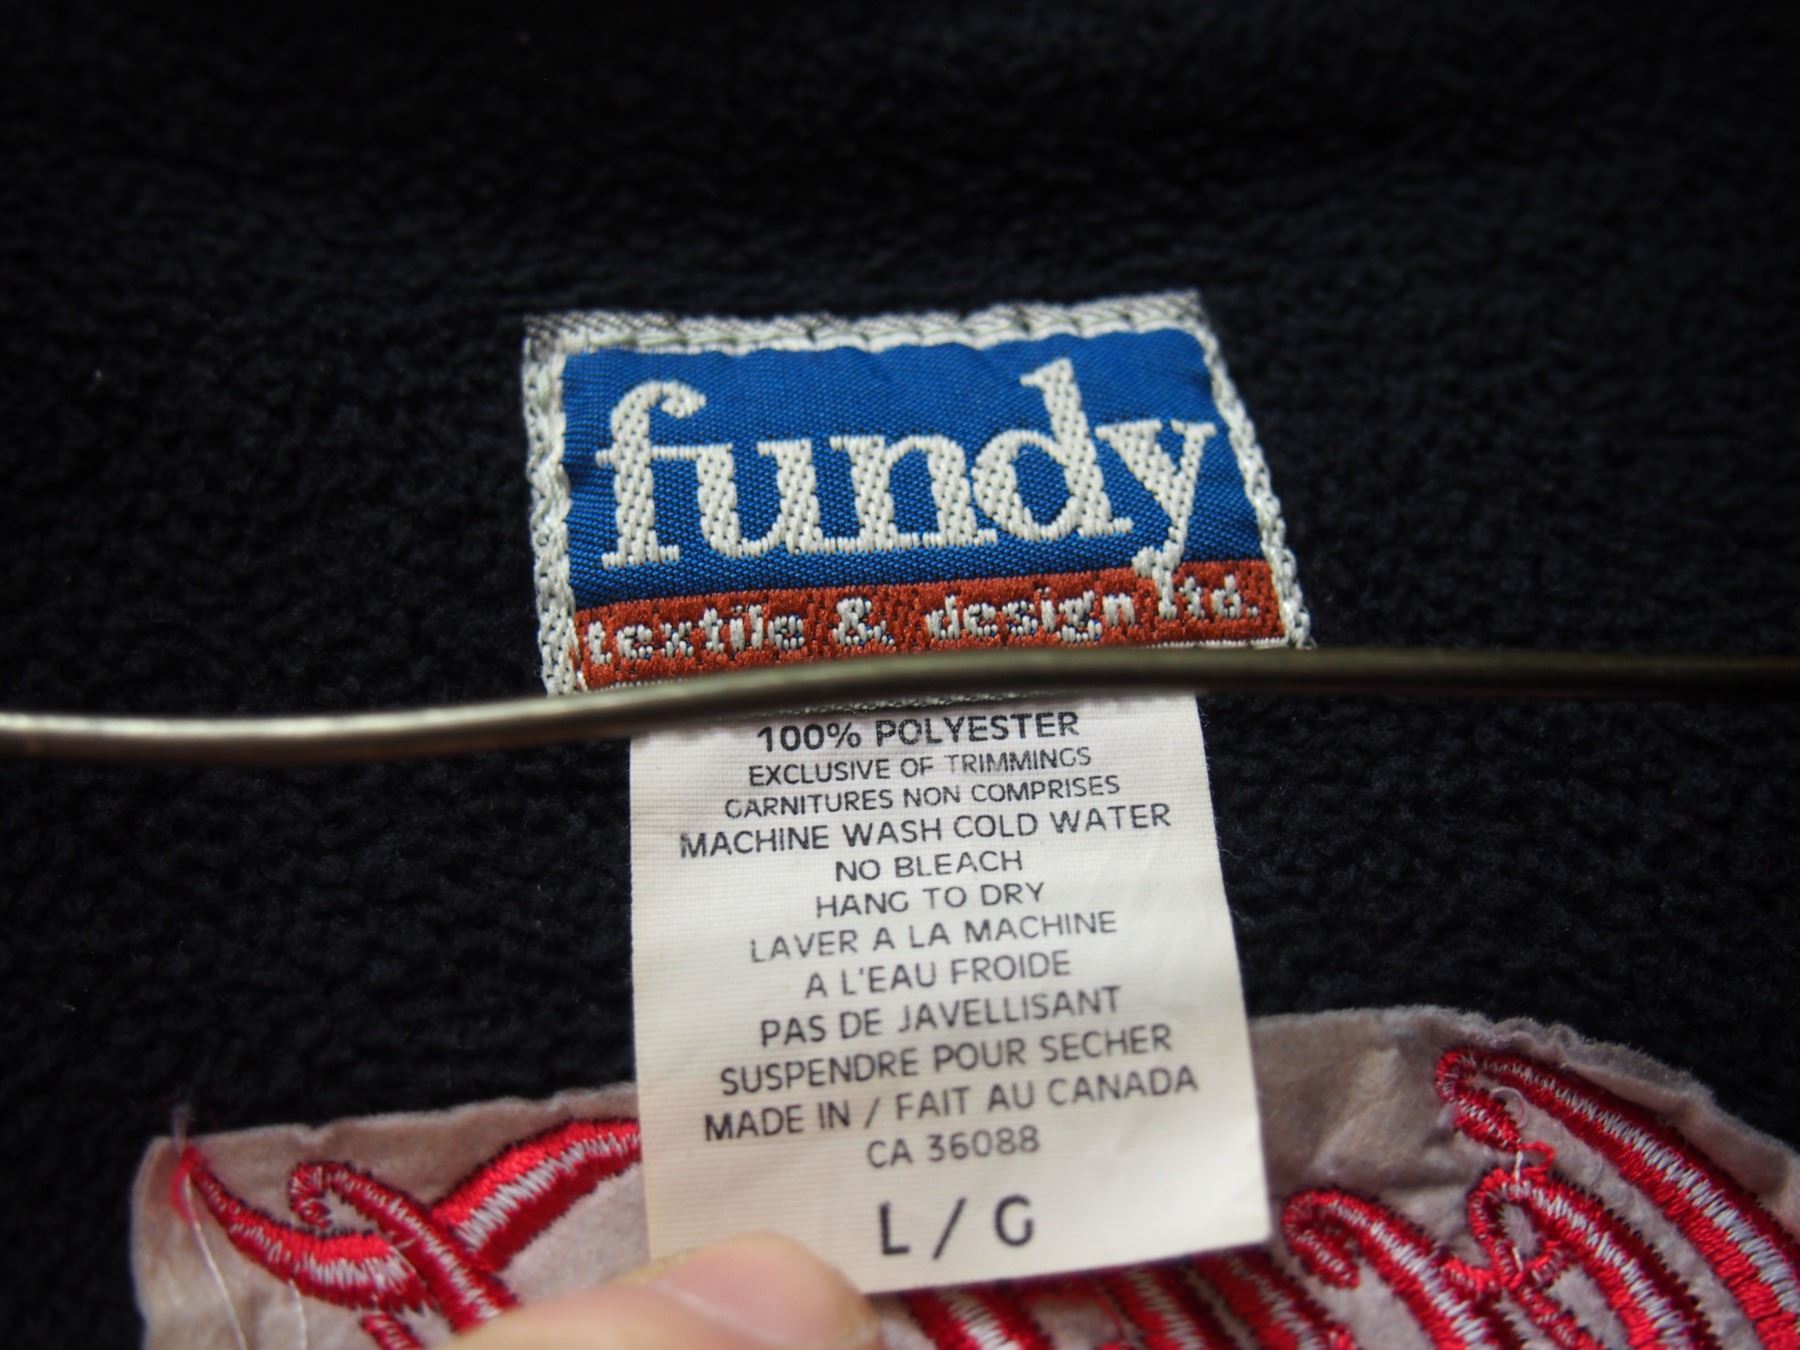 fundy
textile & design ltd.
100% POLYESTER
EXCLUSIVE OF TRIMMINGS
GARNITURES NON COMPRISES
MACHINE WASH COLD WATER
NO BLEACH
HANG TO DRY
LAVER A LA MACHINE
A L'EAU FROIDE
PAS DE JAVELLISANT
SUSPENDRE POUR SECHER
MADE IN / FAIT AU CANADA
CA 36088
L / G